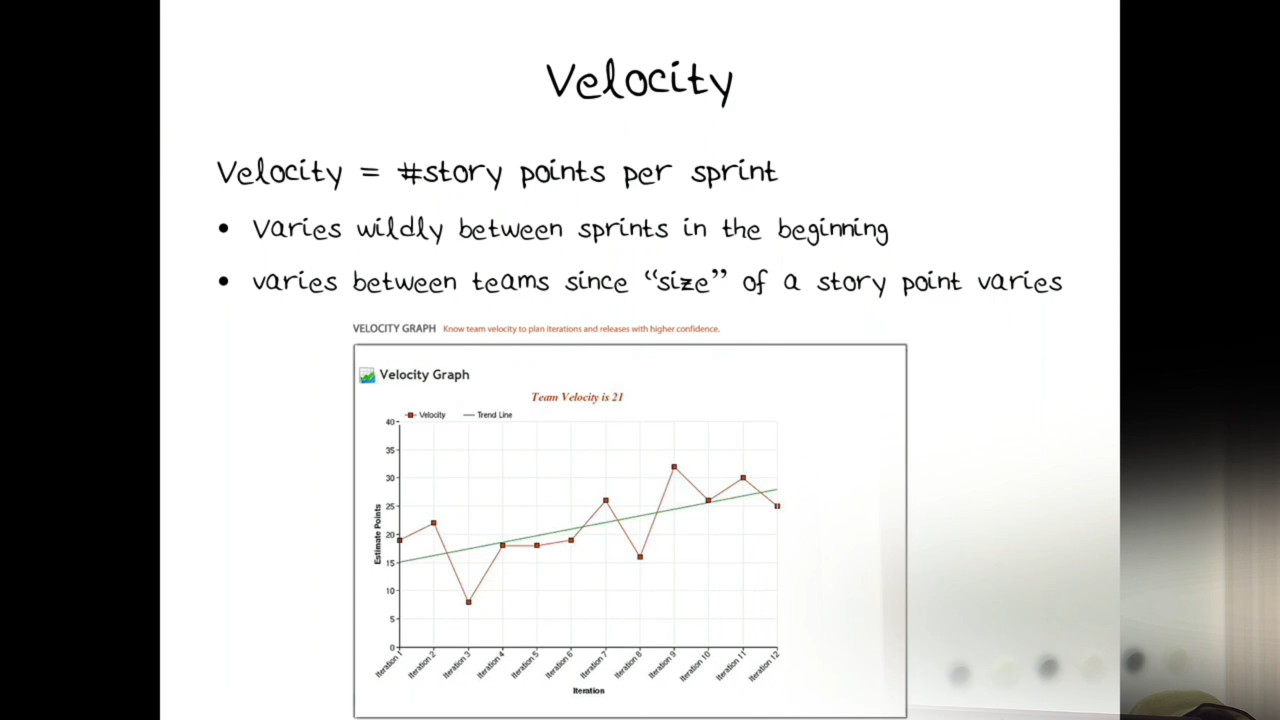 Velocity
Velocity = #story points per sprint
• Varies wildly between sprints in the beginning
• varies between teams since “size” of a story point varies
VELOCITY GRAPH Know team velocity to plan iterations and releases with higher confidence.
Velocity Graph
Team Velocity is 21
Velocity Trend Line
40
35
30
25
20
15
10
5
0
Estimate Points
Iteration 1
Iteration 2
Iteration 3
Iteration 4
Iteration 5
Iteration 6
Iteration 7
Iteration 8
Iteration 9
Iteration 10
Iteration 11
Iteration 12
Iteration